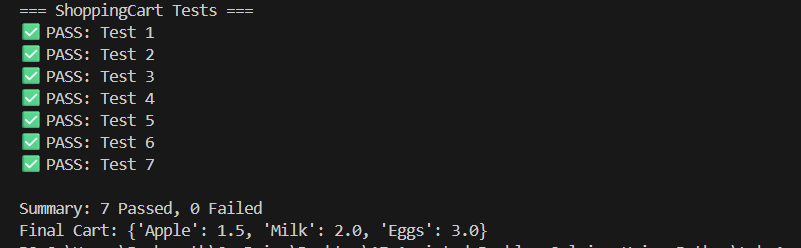 === ShoppingCart Tests ===
✅ PASS: Test 1
✅ PASS: Test 2
✅ PASS: Test 3
✅ PASS: Test 4
✅ PASS: Test 5
✅ PASS: Test 6
✅ PASS: Test 7
Summary: 7 Passed, 0 Failed
Final Cart: {'Apple': 1.5, 'Milk': 2.0, 'Eggs': 3.0}